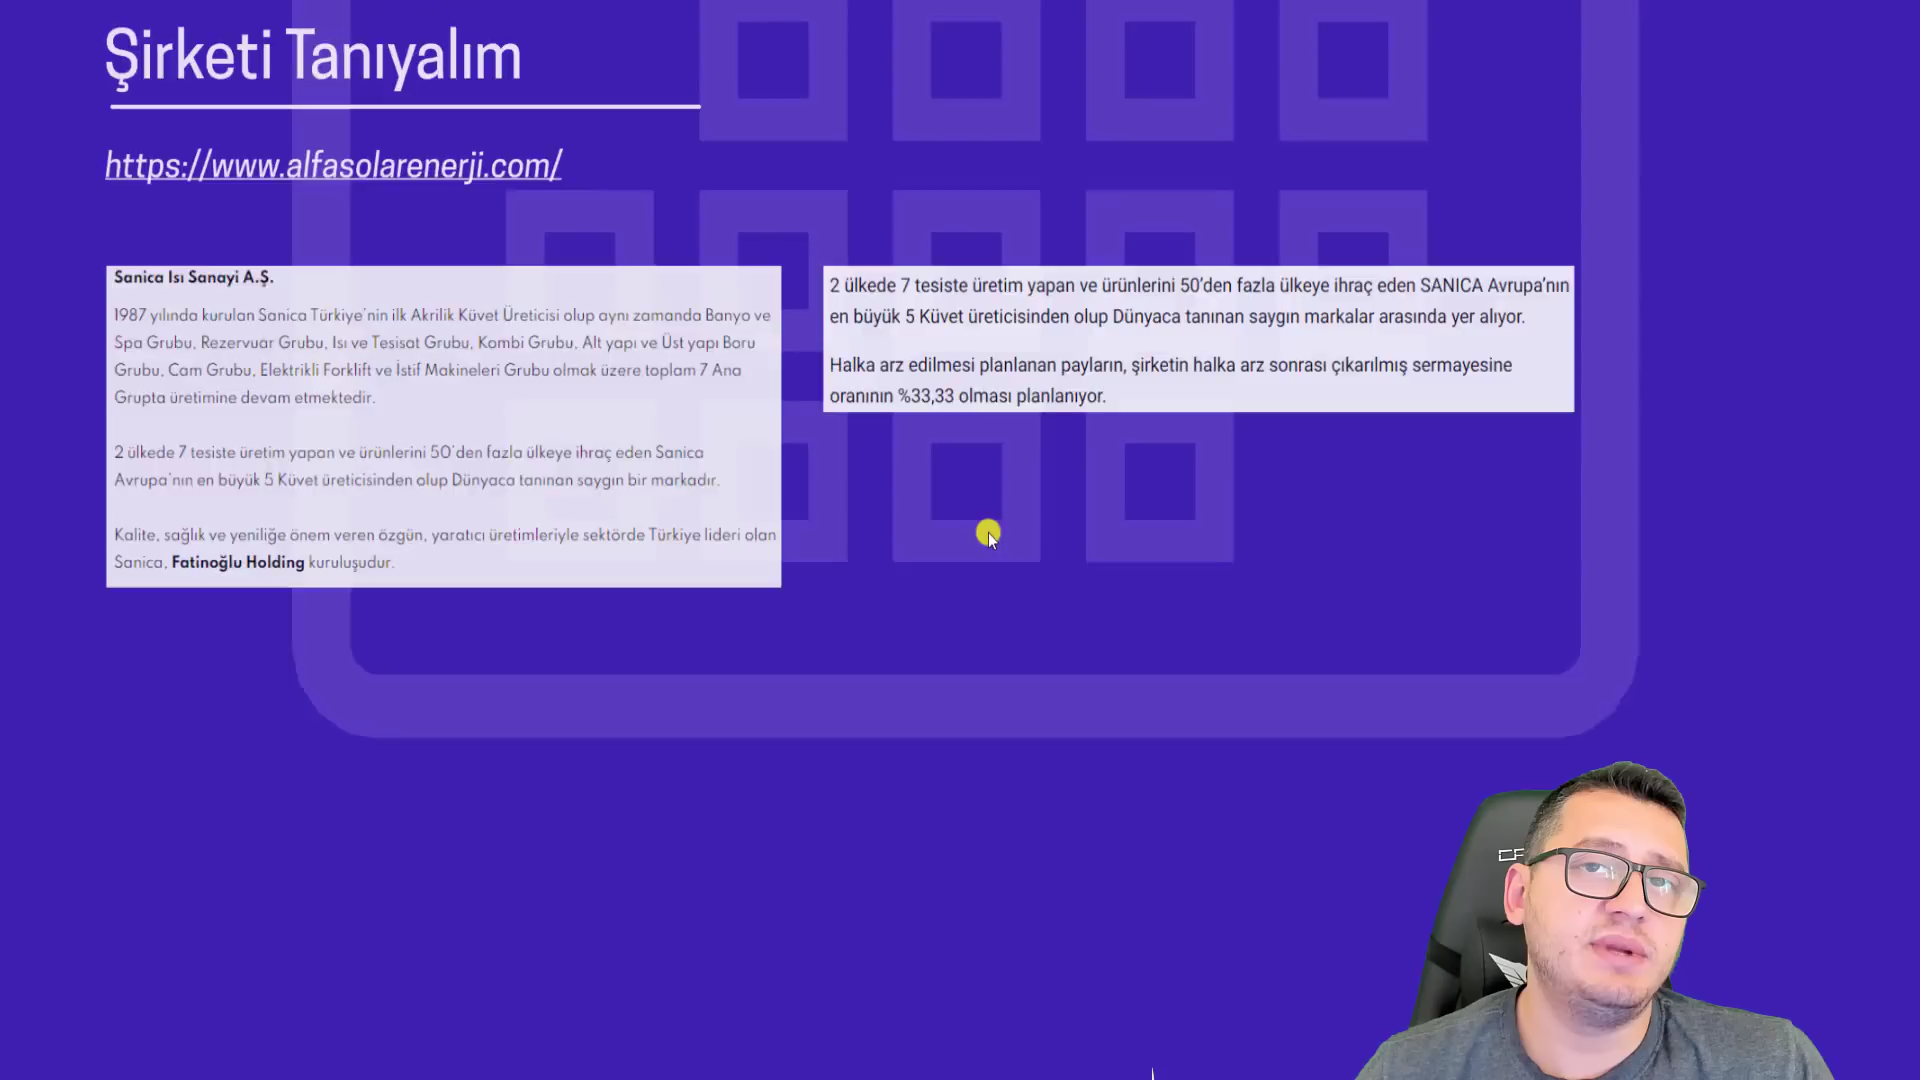 Şirketi Tanıyalım
https://www.alfasolarenerji.com/
Sanica Isı Sanayi A.Ş.
1987 yılında kurulan Sanica Türkiye'nin ilk Akrilik Küvet Üreticisi olup aynı zamanda Banyo ve
Spa Grubu, Rezervuar Grubu, Isı ve Tesisat Grubu, Kombi Grubu, Alt yapı ve Üst yapı Boru
Grubu, Cam Grubu, Elektrikli Forklift ve İstif Makineleri Grubu olmak üzere toplam 7 Ana
Grupta üretimine devam etmektedir.
2 ülkede 7 tesiste üretim yapan ve ürünlerini 50'den fazla ülkeye ihraç eden Sanica
Avrupa'nın en büyük 5 Küvet üreticisinden olup Dünyaca tanınan saygın bir markadır.
Kalite, sağlık ve yeniliğe önem veren özgün, yaratıcı üretimleriyle sektörde Türkiye lideri olan
Sanica, Fatinoğlu Holding kuruluşudur.
2 ülkede 7 tesiste üretim yapan ve ürünlerini 50’den fazla ülkeye ihraç eden SANICA Avrupa’nın
en büyük 5 Küvet üreticisinden olup Dünyaca tanınan saygın markalar arasında yer alıyor.
Halka arz edilmesi planlanan payların, şirketin halka arz sonrası çıkarılmış sermayesine
oranının %33,33 olması planlanıyor.